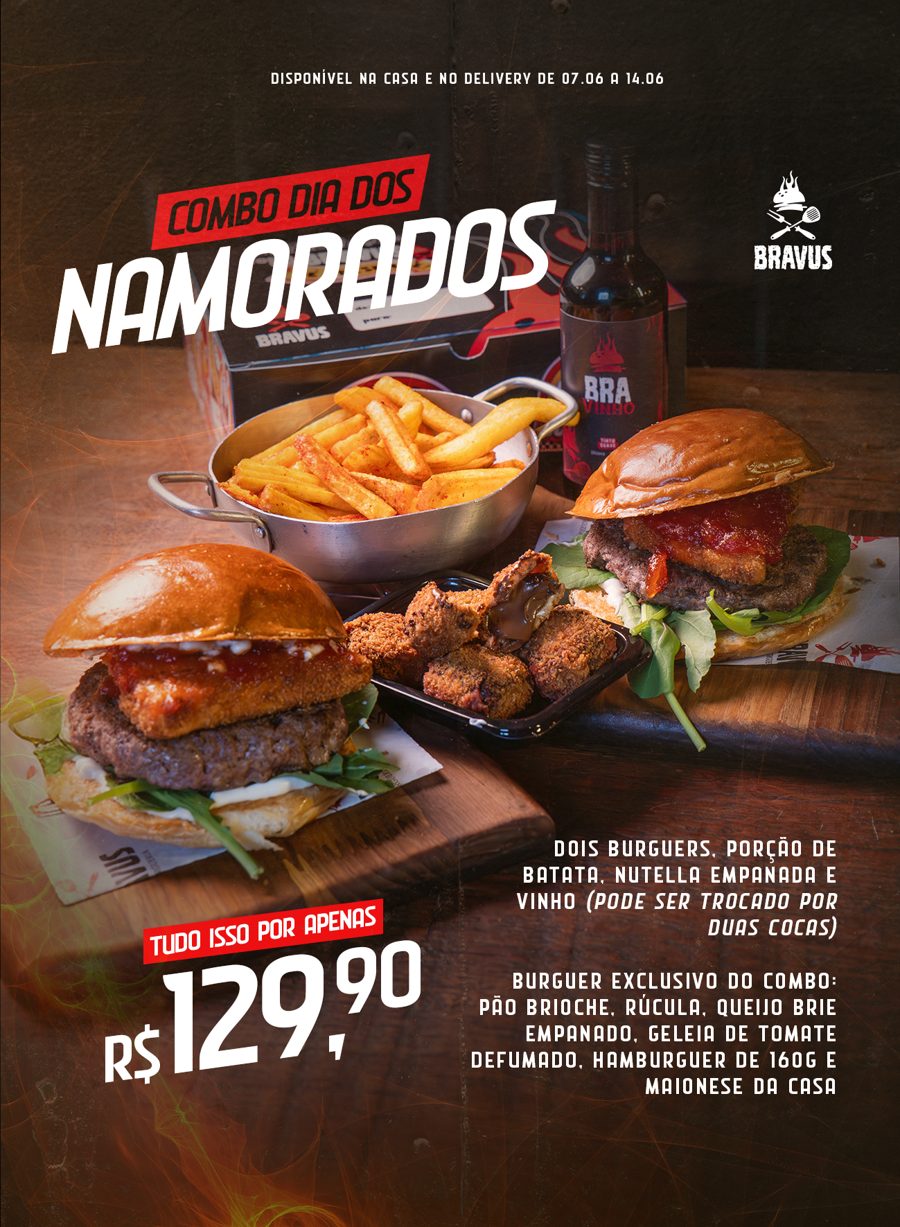 DISPONÍVEL NA CASA E NO DELIVERY DE 07.06 A 14.06
COMBO DIA DOS
NAMORADOS
BRAVUS
BRAVUS
para:
BRA
VINHO
TINTO
SUAVE
DOIS BURGUERS, PORÇÃO DE
BATATA, NUTELLA EMPANADA E
VINHO (PODE SER TROCADO POR
DUAS COCAS)
TUDO ISSO POR APENAS
R$129,90
BURGUER EXCLUSIVO DO COMBO:
PÃO BRIOCHE, RÚCULA, QUEIJO BRIE
EMPANADO, GELEIA DE TOMATE
DEFUMADO, HAMBURGUER DE 160G E
MAIONESE DA CASA